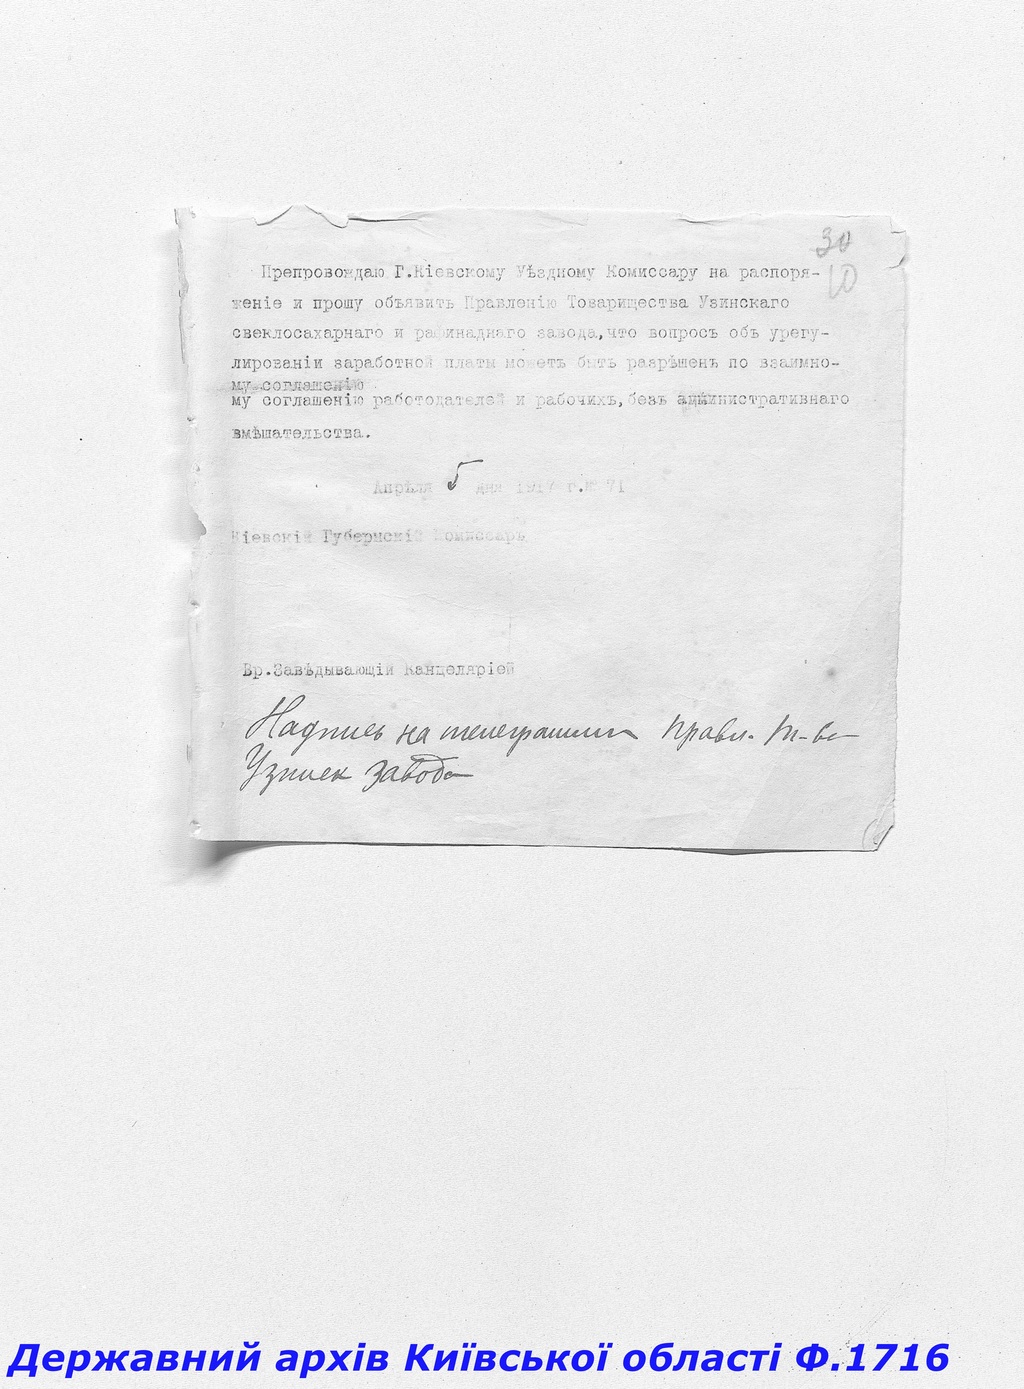 30
10
Препровождаю Г.Кіевскому Уѣздному Комиссару на распоря-
женіе и прошу объявить Правленію Товарищества Узинскаго
свеклосахарнаго и рафинаднаго завода,что вопросъ объ урегу-
лированіи заработной платы можетъ быть разрѣшенъ по взаимно-
му соглашенію
му соглашенію работодателей и рабочихъ,безъ административнаго
вмѣшательства.
Апрѣля 5 дня 1917 г.№ 71
Кіевскій Губернскій Комиссаръ
Вр.Завѣдывающій Канцеляріей
Надпись на телеграмми Правл. Т-ва
Узинск завода
Державний архів Київської області Ф.1716